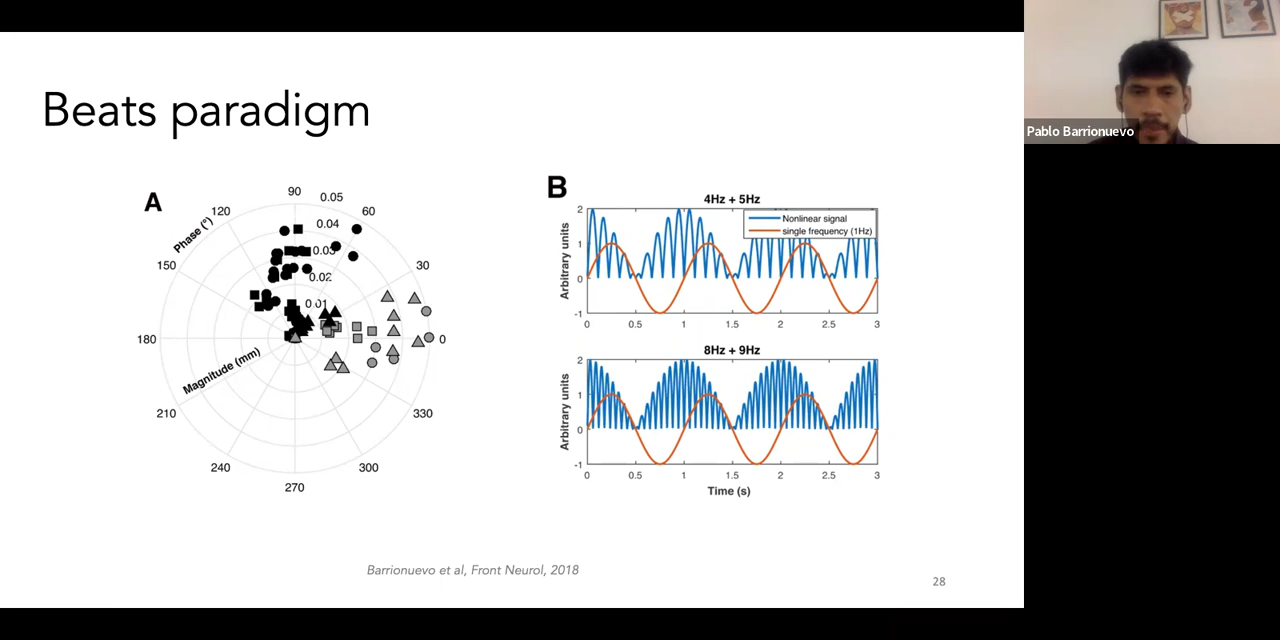 Beats paradigm
Pablo Barrionuevo
A
90
0.05
120
0.04
60
Phase (°)
0.03
150
30
0.02
0.01
180
0
Magnitude (mm)
210
330
240
300
270
B
4Hz + 5Hz
2
Nonlinear signal
single frequency (1Hz)
1
Arbitrary units
0
-1
0 0.5 1 1.5 2 2.5 3
8Hz + 9Hz
2
1
Arbitrary units
0
-1
0 0.5 1 1.5 2 2.5 3
Time (s)
Barrionuevo et al, Front Neurol, 2018
28